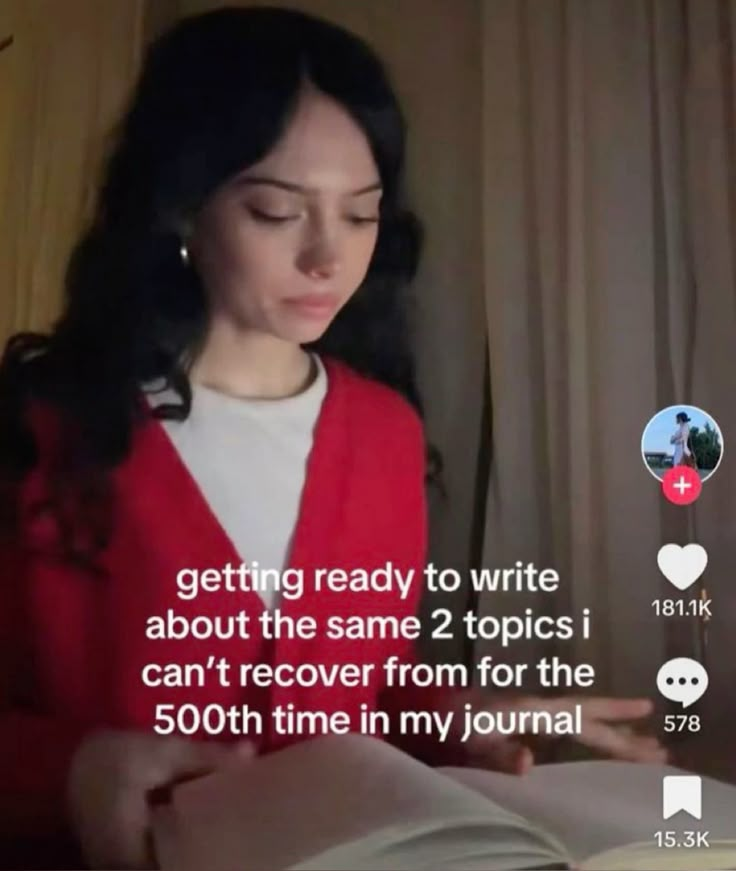 getting ready to write
about the same 2 topics i
can't recover from for the
500th time in my journal
181.1K
578
15.3K